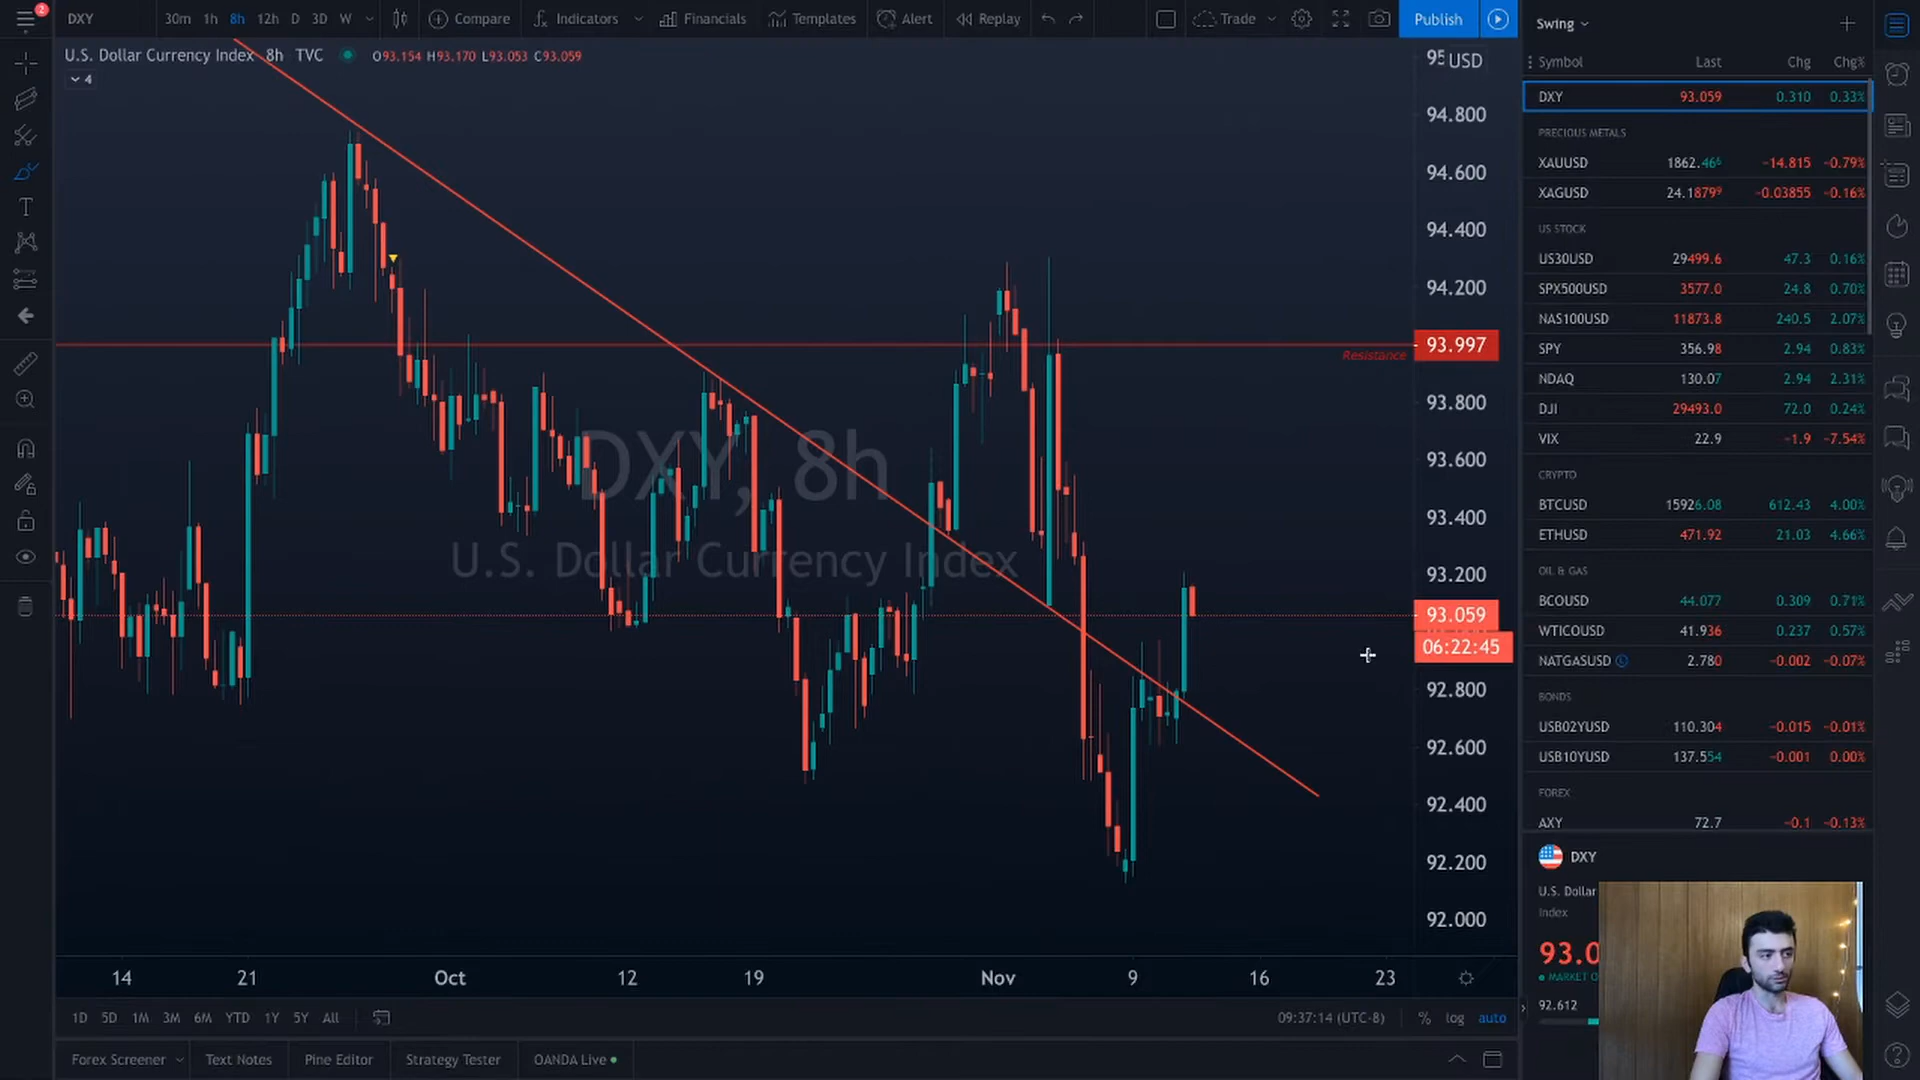 2
DXY 30m 1h 8h 12h D 3D W Compare Indicators Financials Templates Alert Replay Trade Publish
U.S. Dollar Currency Index 8h TVC O93.154 H93.170 L93.053 C93.059
4
USD
94.800
94.600
94.400
94.200
93.997
Resistance
93.800
93.600
93.400
93.200
93.059
06:22:45
92.800
92.600
92.400
92.200
92.000
DXY, 8h
U.S. Dollar Currency Index
14 21 Oct 12 19 Nov 9 16 23
1D 5D 1M 3M 6M YTD 1Y 5Y All 09:37:14 (UTC-8) % log auto
Forex Screener Text Notes Pine Editor Strategy Tester OANDA Live
Swing
Symbol Last Chg Chg%
DXY 93.059 0.310 0.33%
PRECIOUS METALS
XAUUSD 1862.466 -14.815 -0.79%
XAGUSD 24.18799 -0.03855 -0.16%
US STOCK
US30USD 29499.6 47.3 0.16%
SPX500USD 3577.0 24.8 0.70%
NAS100USD 11873.8 240.5 2.07%
SPY 356.98 2.94 0.83%
NDAQ 130.07 2.94 2.31%
DJI 29493.0 72.0 0.24%
VIX 22.9 -1.9 -7.54%
CRYPTO
BTCUSD 15926.08 612.43 4.00%
ETHUSD 471.92 21.03 4.66%
OIL & GAS
BCOUSD 44.077 0.309 0.71%
WTICOUSD 41.936 0.237 0.57%
NATGASUSD 2.780 -0.002 -0.07%
BONDS
USB02YUSD 110.304 -0.015 -0.01%
USB10YUSD 137.554 -0.001 0.00%
FOREX
AXY 72.7 -0.1 -0.13%
DXY
U.S. Dollar
Index
93.0
MARKET
92.612